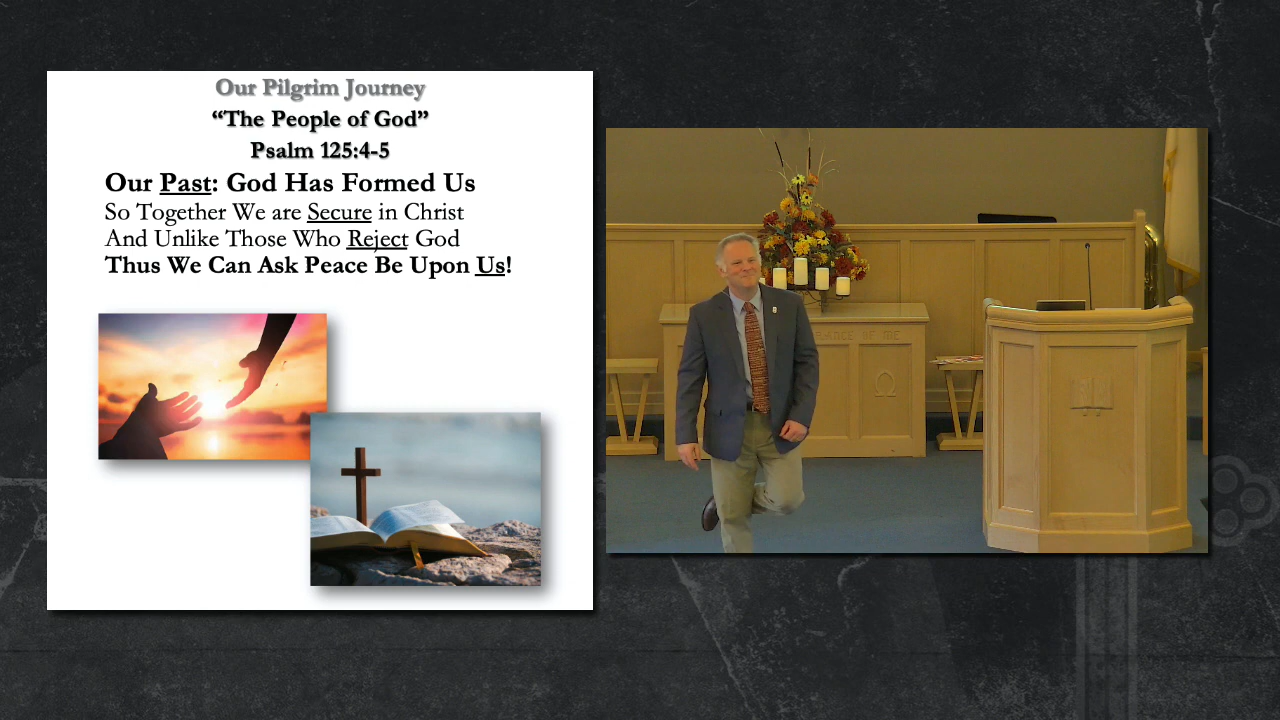 Our Pilgrim Journey
“The People of God”
Psalm 125:4-5
Our Past: God Has Formed Us
So Together We are Secure in Christ
And Unlike Those Who Reject God
Thus We Can Ask Peace Be Upon Us!
OF ME